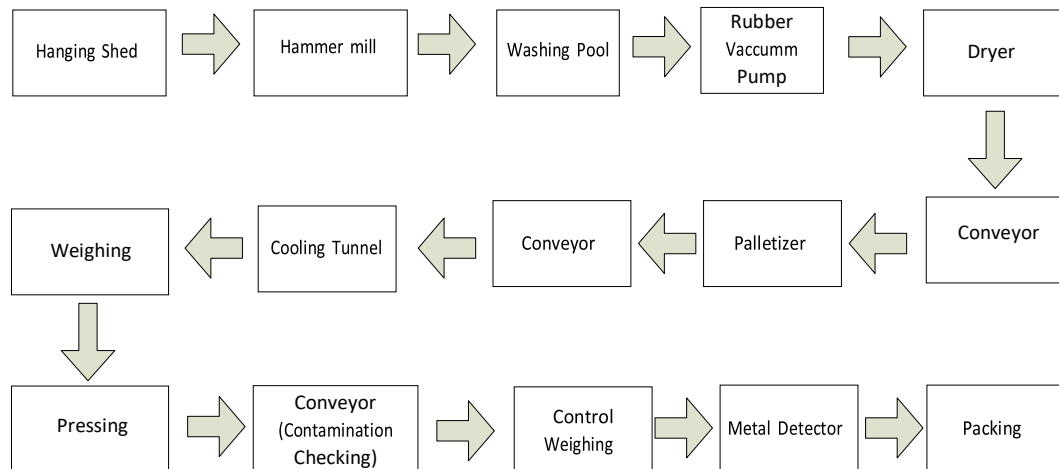 Hanging Shed
Hammer mill
Washing Pool
Rubber
Vaccumm
Pump
Dryer
Weighing
Cooling Tunnel
Conveyor
Palletizer
Conveyor
Pressing
Conveyor
(Contamination
Checking)
Control
Weighing
Metal Detector
Packing